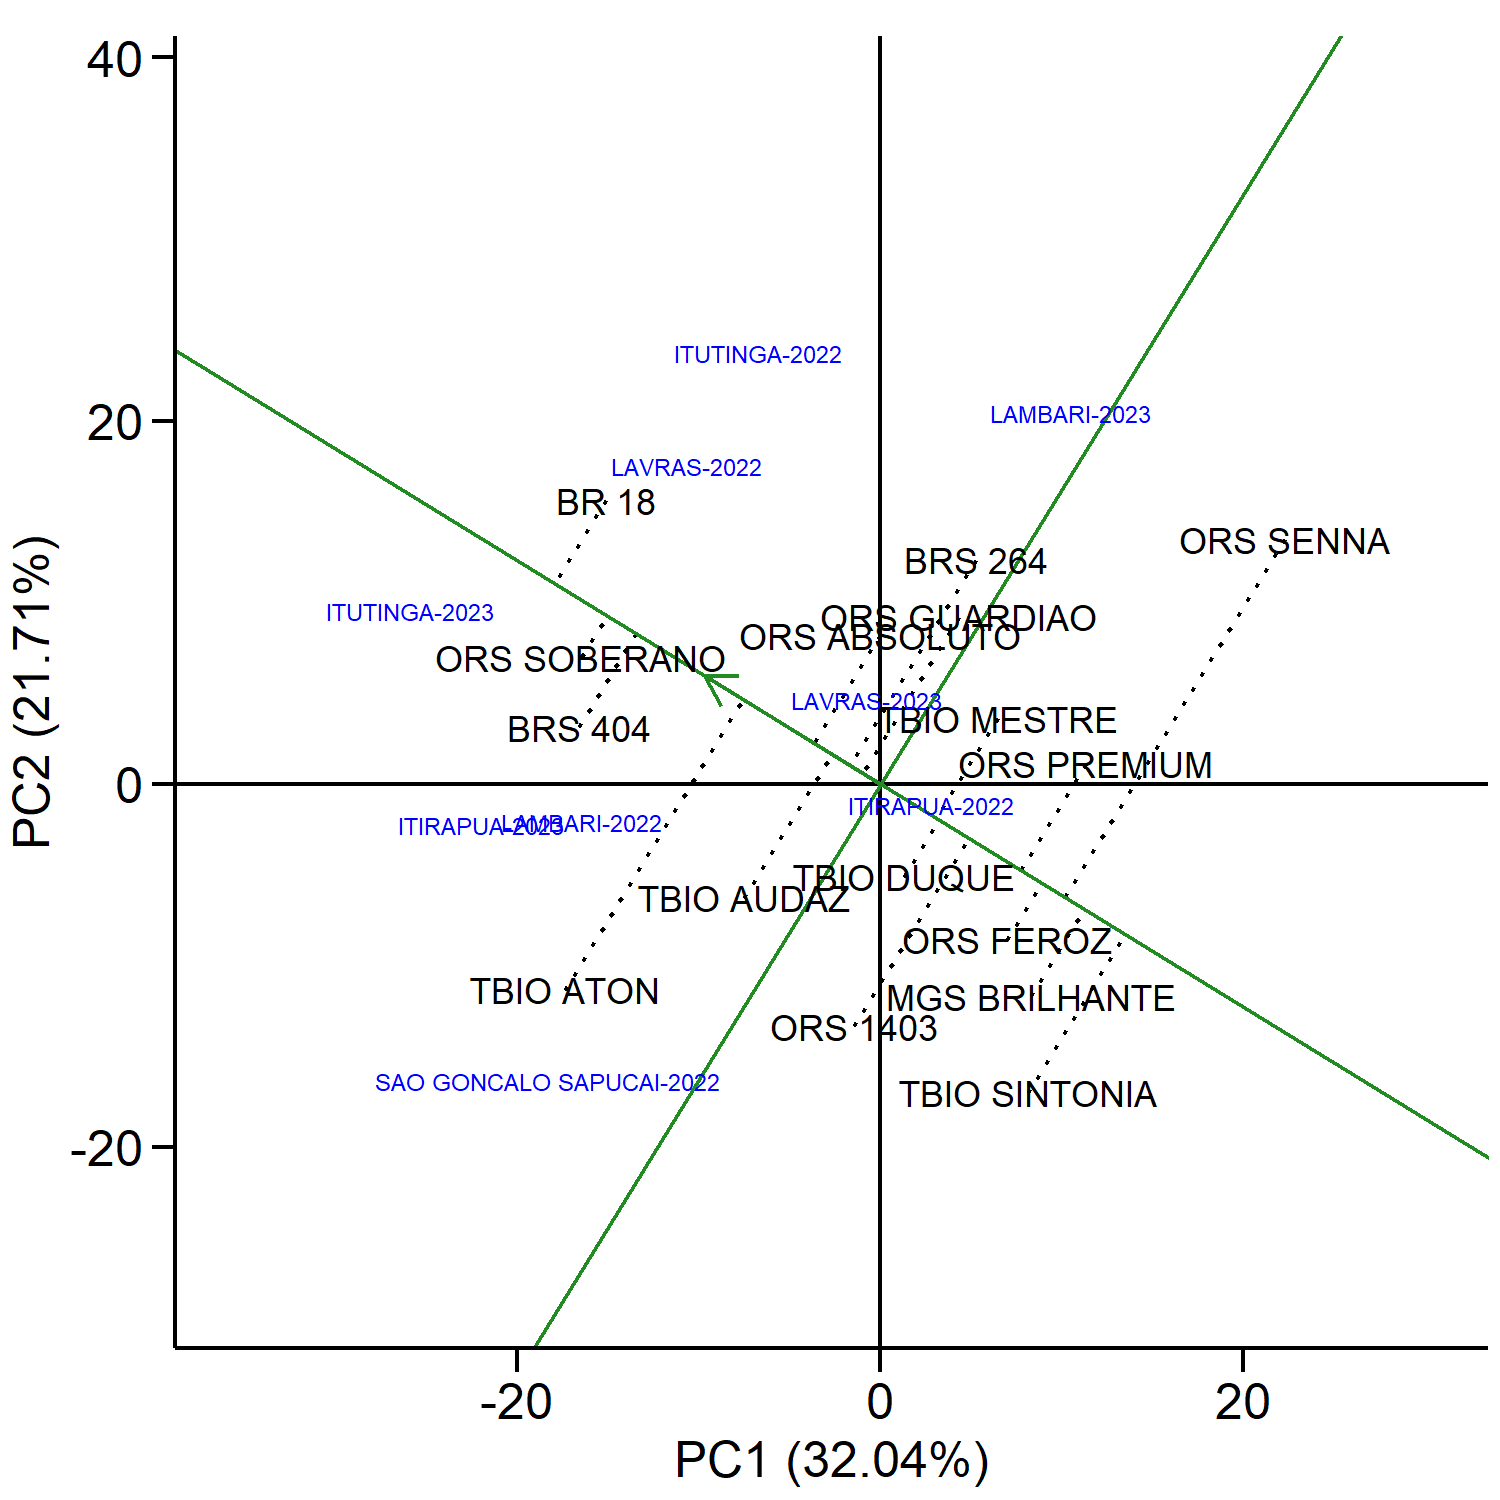 40
ITUTINGA-2022
LAMBARI-2023
20
LAVRAS-2022
BR 18
ORS SENNA
BRS 264
ITUTINGA-2023
ORS GUARDIAO
ORS ABSOLUTO
ORS SOBERANO
LAVRAS-2023
TBIO MESTRE
BRS 404
ORS PREMIUM
0
ITIRAPUA-2022
ITIRAPUA-2023
LAMBARI-2022
TBIO DUQUE
TBIO AUDAZ
ORS FEROZ
TBIO ATON
MGS BRILHANTE
ORS 1403
SAO GONCALO SAPUCAI-2022
TBIO SINTONIA
-20
PC2 (21.71%)
-20 0 20
PC1 (32.04%)